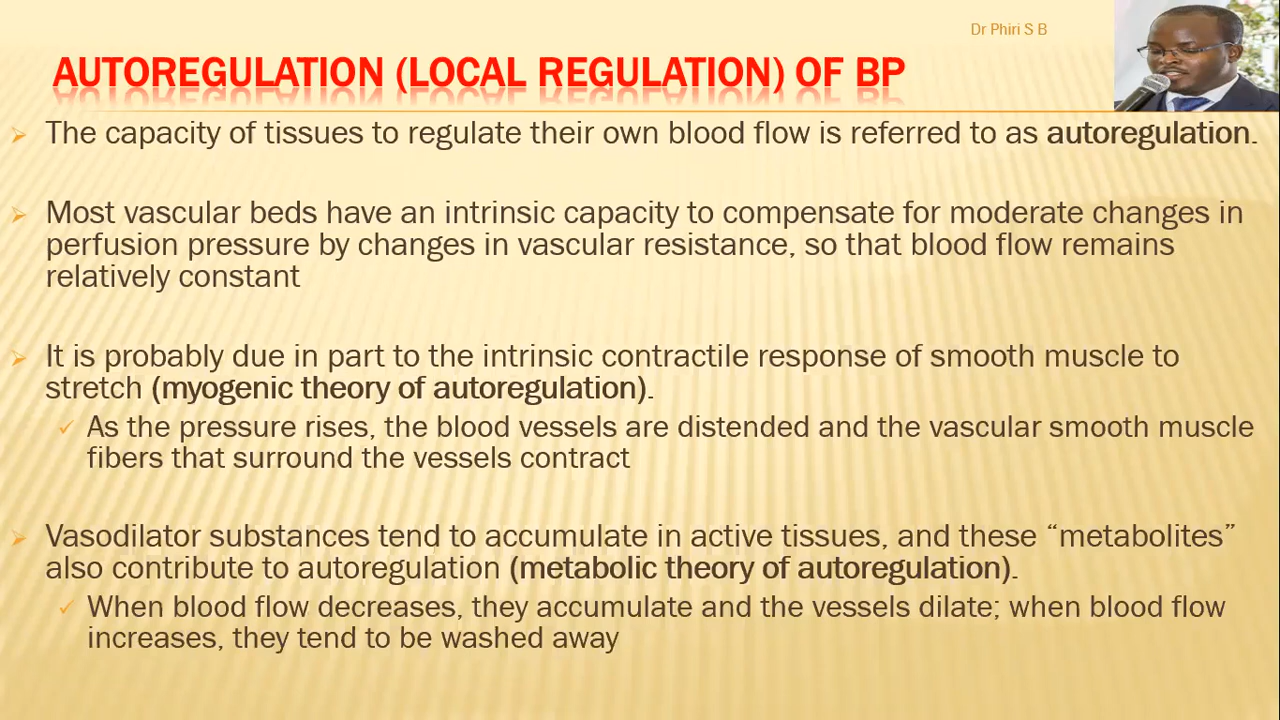 Dr Phiri S B
AUTOREGULATION (LOCAL REGULATION) OF BP
The capacity of tissues to regulate their own blood flow is referred to as autoregulation.
Most vascular beds have an intrinsic capacity to compensate for moderate changes in
perfusion pressure by changes in vascular resistance, so that blood flow remains
relatively constant
It is probably due in part to the intrinsic contractile response of smooth muscle to
stretch (myogenic theory of autoregulation).
As the pressure rises, the blood vessels are distended and the vascular smooth muscle
fibers that surround the vessels contract
Vasodilator substances tend to accumulate in active tissues, and these “metabolites”
also contribute to autoregulation (metabolic theory of autoregulation).
When blood flow decreases, they accumulate and the vessels dilate; when blood flow
increases, they tend to be washed away